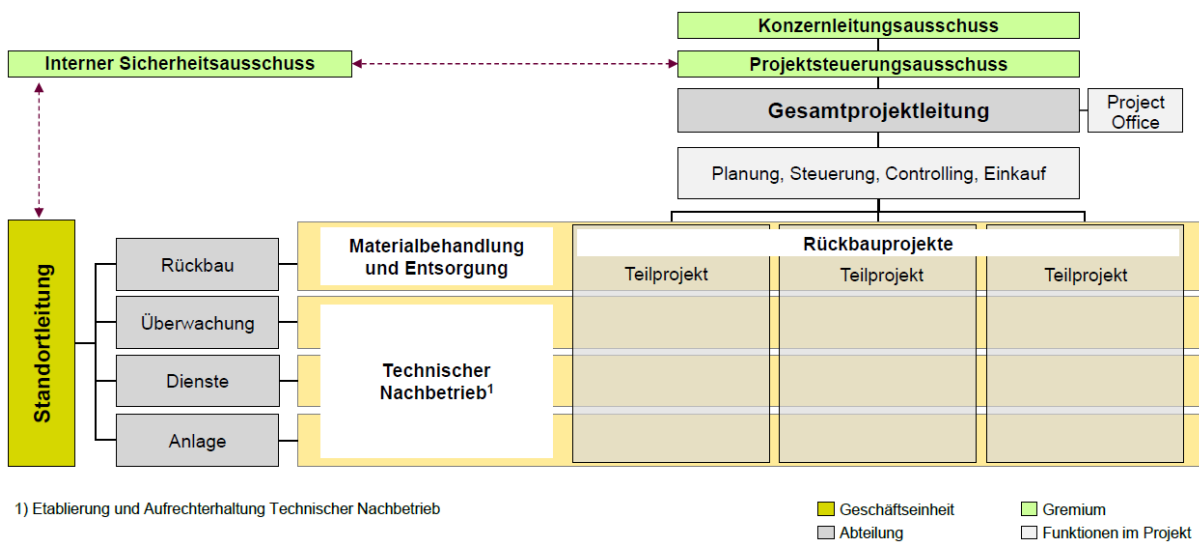 Konzernleitungsausschuss
Interner Sicherheitsausschuss
Projektsteuerungsausschuss
Gesamtprojektleitung
Project
Office
Planung, Steuerung, Controlling, Einkauf
Standortleitung
Rückbau
Überwachung
Dienste
Anlage
Materialbehandlung
und Entsorgung
Technischer
Nachbetrieb¹
Rückbauprojekte
Teilprojekt
Teilprojekt
Teilprojekt
1) Etablierung und Aufrechterhaltung Technischer Nachbetrieb
Geschäftseinheit
Gremium
Abteilung
Funktionen im Projekt